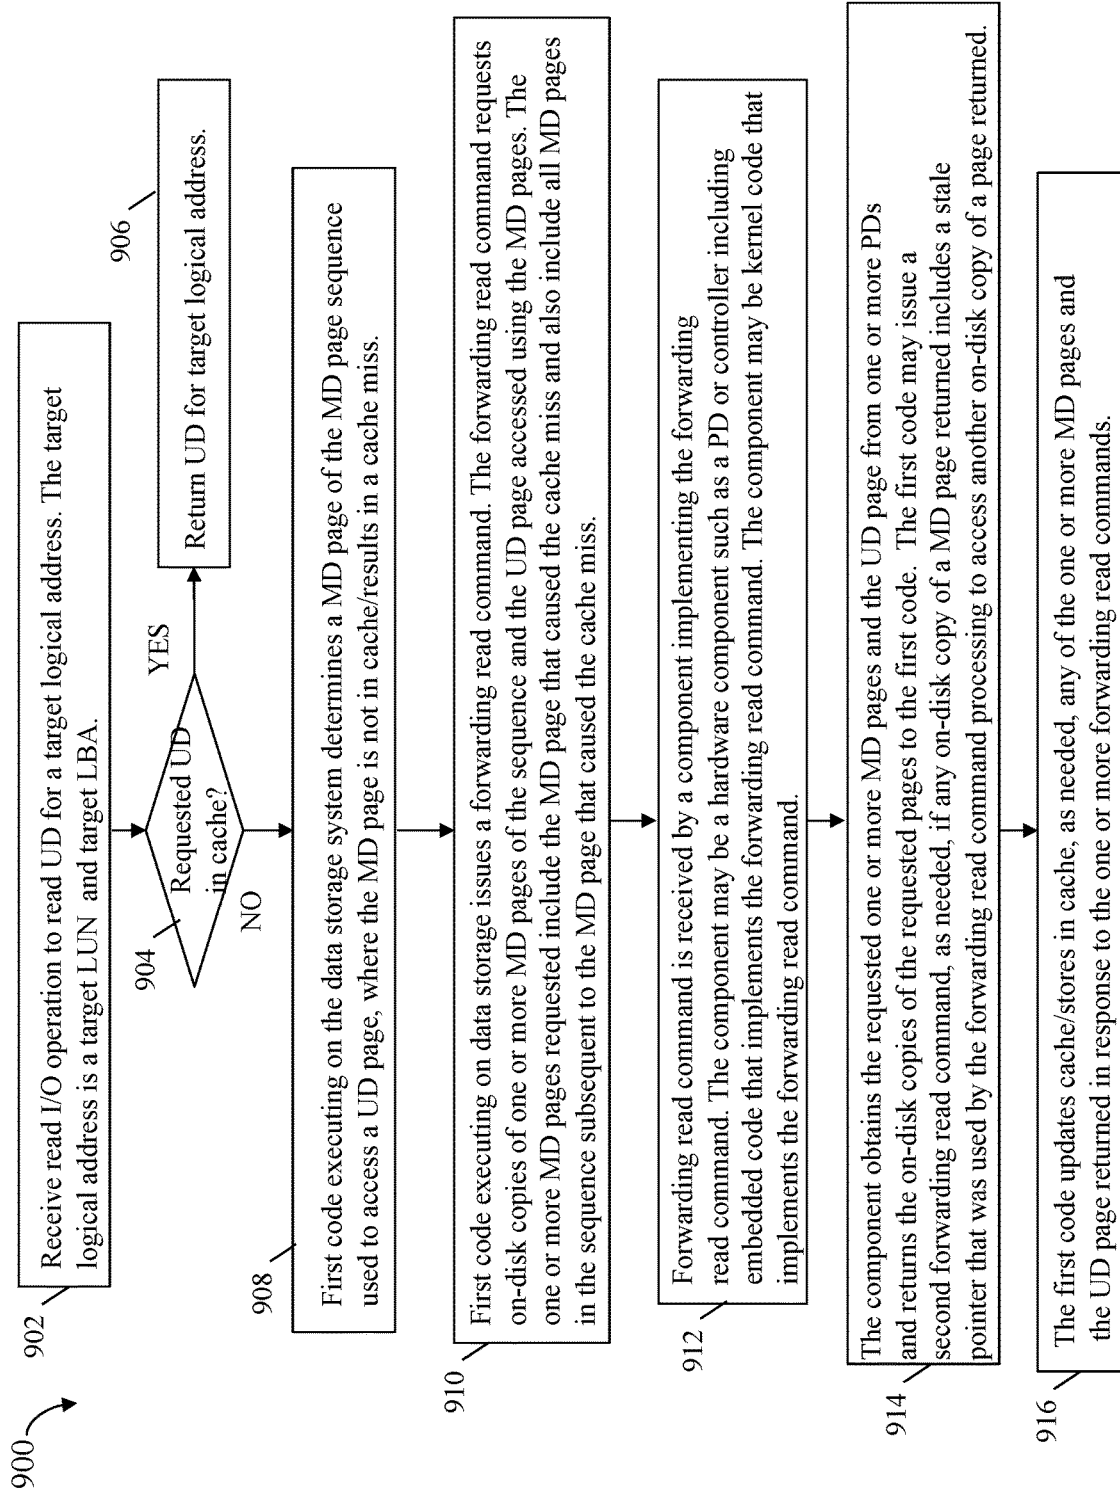 900
902
Receive read I/O operation to read UD for a target logical address. The target
logical address is a target LUN and target LBA.
904
Requested UD
in cache?
YES
906
Return UD for target logical address.
NO
908
First code executing on the data storage system determines a MD page of the MD page sequence
used to access a UD page, where the MD page is not in cache/results in a cache miss.
910
First code executing on data storage issues a forwarding read command. The forwarding read command requests
on-disk copies of one or more MD pages of the sequence and the UD page accessed using the MD pages. The
one or more MD pages requested include the MD page that caused the cache miss and also include all MD pages
in the sequence subsequent to the MD page that caused the cache miss.
912
Forwarding read command is received by a component implementing the forwarding
read command. The component may be a hardware component such as a PD or controller including
embedded code that implements the forwarding read command. The component may be kernel code that
implements the forwarding read command.
914
The component obtains the requested one or more MD pages and the UD page from one or more PDs
and returns the on-disk copies of the requested pages to the first code. The first code may issue a
second forwarding read command, as needed, if any on-disk copy of a MD page returned includes a stale
pointer that was used by the forwarding read command processing to access another on-disk copy of a page returned.
916
The first code updates cache/stores in cache, as needed, any of the one or more MD pages and
the UD page returned in response to the one or more forwarding read commands.